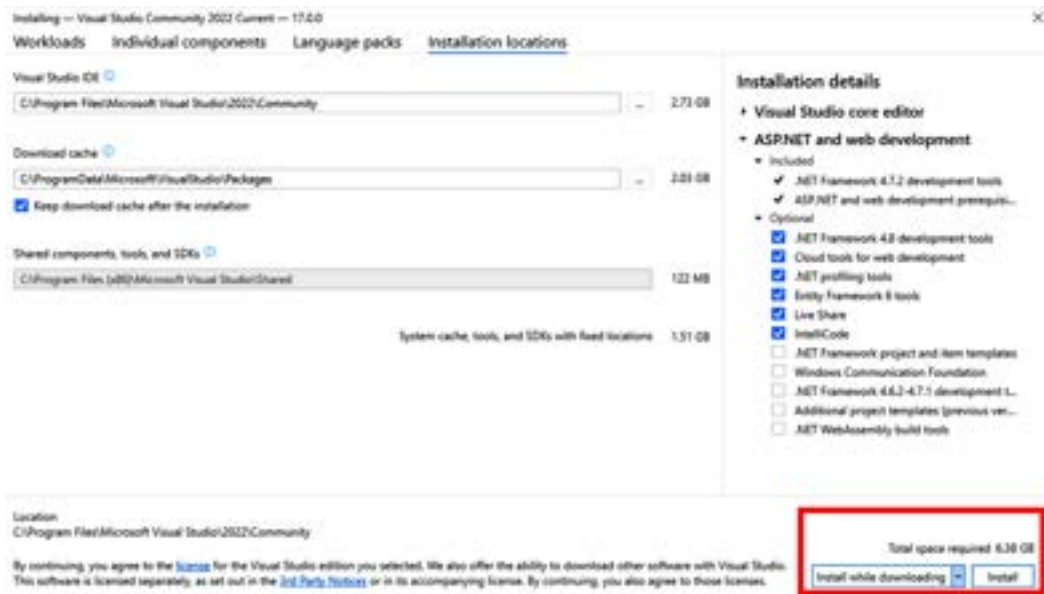 Installing — Visual Studio Community 2022 Current — 17.0.0
Workloads Individual components Language packs Installation locations
Visual Studio IDE
C:\Program Files\Microsoft Visual Studio\2022\Community ... 2.73 GB
Download cache
C:\ProgramData\Microsoft\VisualStudio\Packages ... 2.03 GB
Keep download cache after the installation
Shared components, tools, and SDKs
C:\Program Files (x86)\Microsoft Visual Studio\Shared 122 MB
System cache, tools, and SDKs with fixed locations 1.51 GB
Installation details
Visual Studio core editor
ASP.NET and web development
Included
.NET Framework 4.7.2 development tools
ASP.NET and web development prerequisi...
Optional
.NET Framework 4.8 development tools
Cloud tools for web development
.NET profiling tools
Entity Framework 6 tools
Live Share
IntelliCode
.NET Framework project and item templates
Windows Communication Foundation
.NET Framework 4.6.2-4.7.1 development t...
Additional project templates (previous ver...
.NET WebAssembly build tools
Location
C:\Program Files\Microsoft Visual Studio\2022\Community
By continuing, you agree to the license for the Visual Studio edition you selected. We also offer the ability to download other software with Visual Studio.
This software is licensed separately, as set out in the 3rd Party Notices or in its accompanying license. By continuing, you also agree to those licenses.
Total space required 6.38 GB
Install while downloading Install